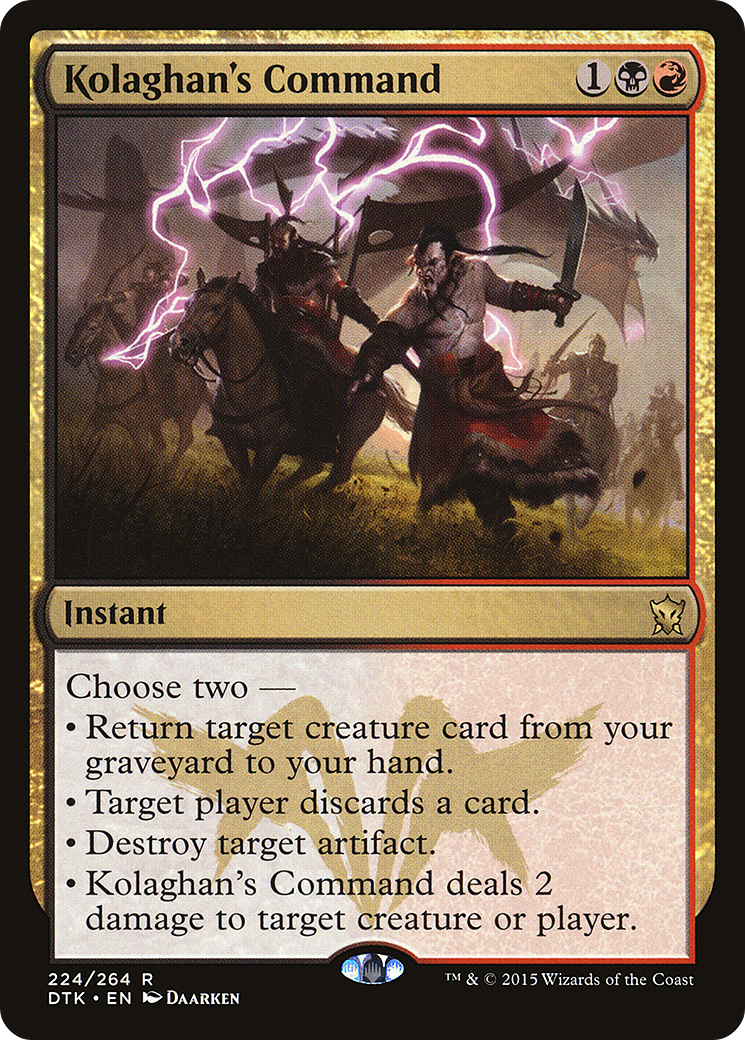 Kolaghan's Command 1
Instant
Choose two —
• Return target creature card from your
graveyard to your hand.
• Target player discards a card.
• Destroy target artifact.
• Kolaghan's Command deals 2
damage to target creature or player.
224/264 R
DTK • EN Daarken
™ & © 2015 Wizards of the Coast